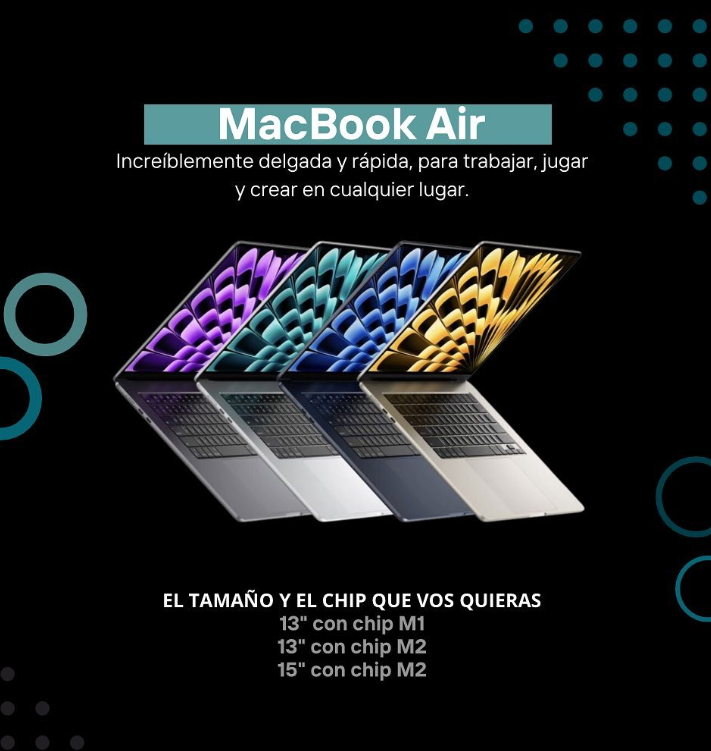 MacBook Air
Increíblemente delgada y rápida, para trabajar, jugar
y crear en cualquier lugar.
EL TAMAÑO Y EL CHIP QUE VOS QUIERAS
13" con chip M1
13" con chip M2
15" con chip M2